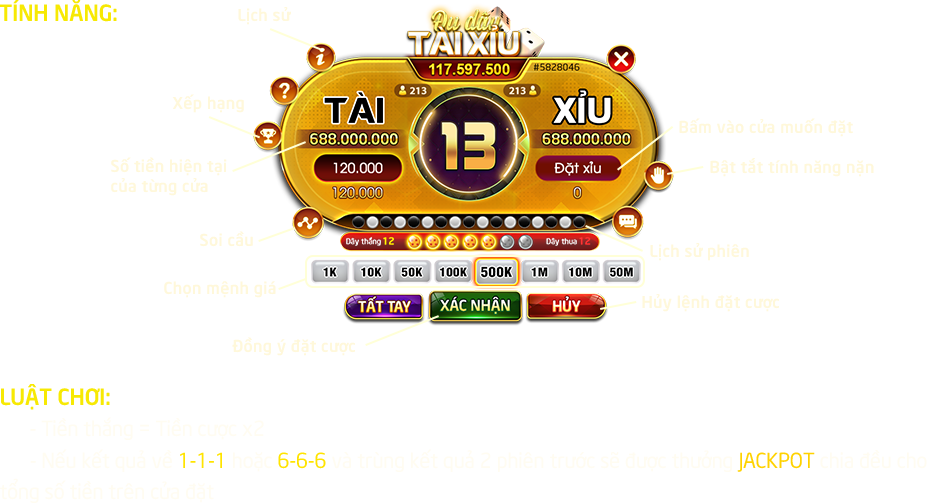 TÍNH NĂNG:
Lịch sử
Đu dây
TÀI XỈU
117.597.500
#5828046
213
213
Xếp hạng
TÀI
XỈU
13
688.000.000
688.000.000
Bấm vào cửa muốn đặt
Số tiền hiện tại
của từng cửa
120.000
Đặt xỉu
Bật tắt tính năng nặn
120.000
0
Soi cầu
Dây thắng 12
Dây thua 12
Lịch sử phiên
1K
10K
50K
100K
500K
1M
10M
50M
Chọn mệnh giá
TẤT TAY
XÁC NHẬN
HỦY
Hủy lệnh đặt cược
Đồng ý đặt cược
LUẬT CHƠI:
Tiền thắng = Tiền cược x2
Nếu kết quả về 1-1-1 hoặc 6-6-6 và trùng kết quả 2 phiên trước sẽ được thưởng JACKPOT chia đều cho
tổng số tiền mỗi cửa đặt